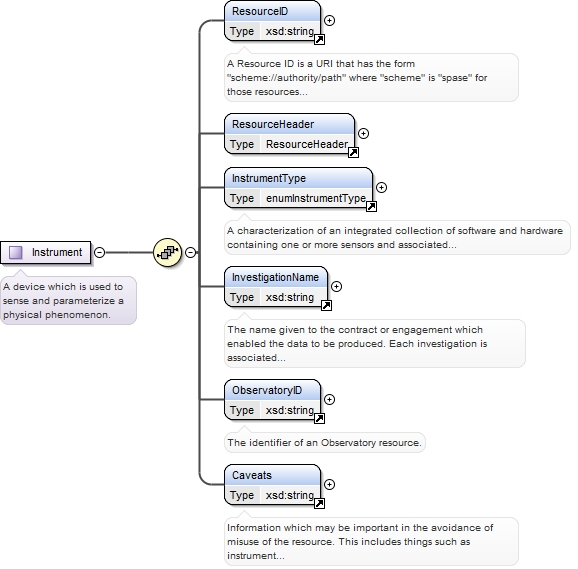 ResourceID
Type xsd:string
A Resource ID is a URI that has the form
"scheme://authority/path" where "scheme" is "spase" for
those resources...
ResourceHeader
Type ResourceHeader
InstrumentType
Type enumInstrumentType
A characterization of an integrated collection of software and hardware
containing one or more sensors and associated...
Instrument
A device which is used to
sense and parameterize a
physical phenomenon.
InvestigationName
Type xsd:string
The name given to the contract or engagement which
enabled the data to be produced. Each investigation is
associated...
ObservatoryID
Type xsd:string
The identifier of an Observatory resource.
Caveats
Type xsd:string
Information which may be important in the avoidance of
misuse of the resource. This includes things such as
instrument...